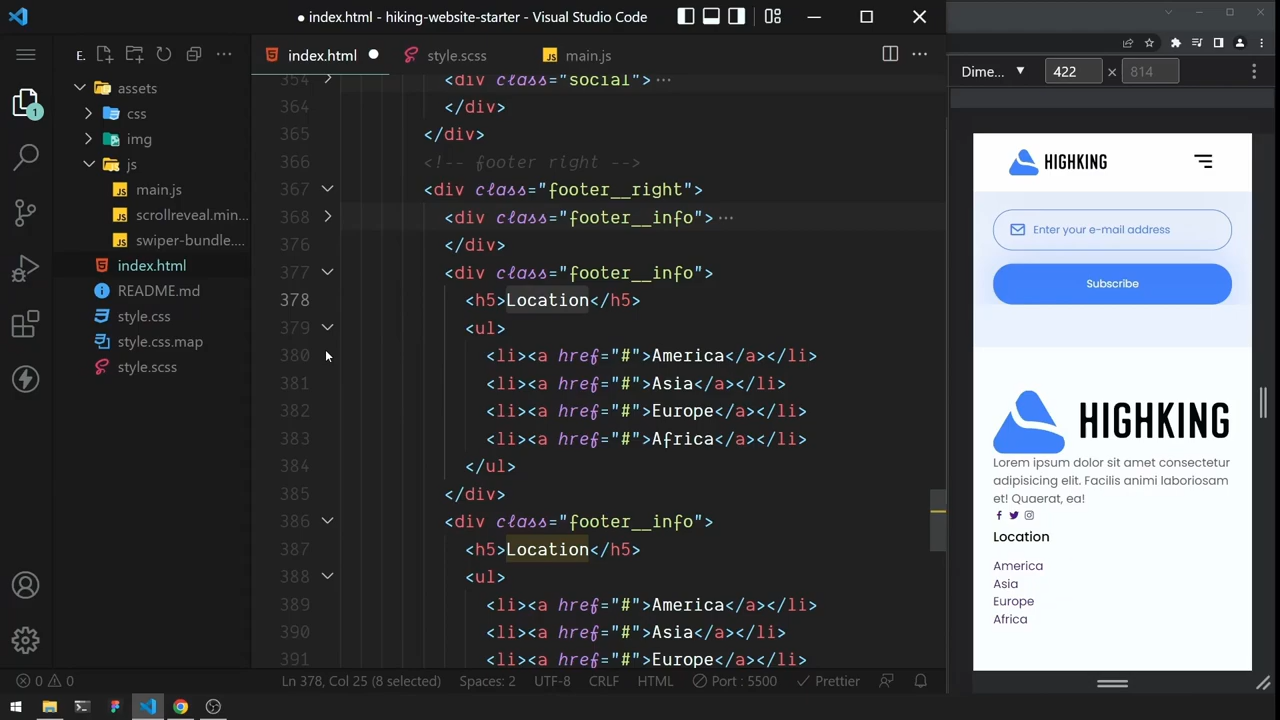 ● index.html - hiking-website-starter - Visual Studio Code
E.
index.html
style.scss
main.js
Dime... ▼ 422 × 814
assets
css
img
js
main.js
scrollreveal.min...
swiper-bundle....
index.html
README.md
style.css
style.css.map
style.scss
1
354 <div class="social"> ···
364 </div>
365 </div>
366 <!-- footer right -->
367 <div class="footer__right">
368 <div class="footer__info"> ···
376 </div>
377 <div class="footer__info">
378 <h5>Location</h5>
379 <ul>
380 <li><a href="#">America</a></li>
381 <li><a href="#">Asia</a></li>
382 <li><a href="#">Europe</a></li>
383 <li><a href="#">Africa</a></li>
384 </ul>
385 </div>
386 <div class="footer__info">
387 <h5>Location</h5>
388 <ul>
389 <li><a href="#">America</a></li>
390 <li><a href="#">Asia</a></li>
391 <li><a href="#">Europe</a></li>
HIGHKING
Enter your e-mail address
Subscribe
HIGHKING
Lorem ipsum dolor sit amet consectetur
adipisicing elit. Facilis animi laboriosam
et! Quaerat, ea!
Location
America
Asia
Europe
Africa
0 0 Ln 378, Col 25 (8 selected) Spaces: 2 UTF-8 CRLF HTML Port : 5500 Prettier